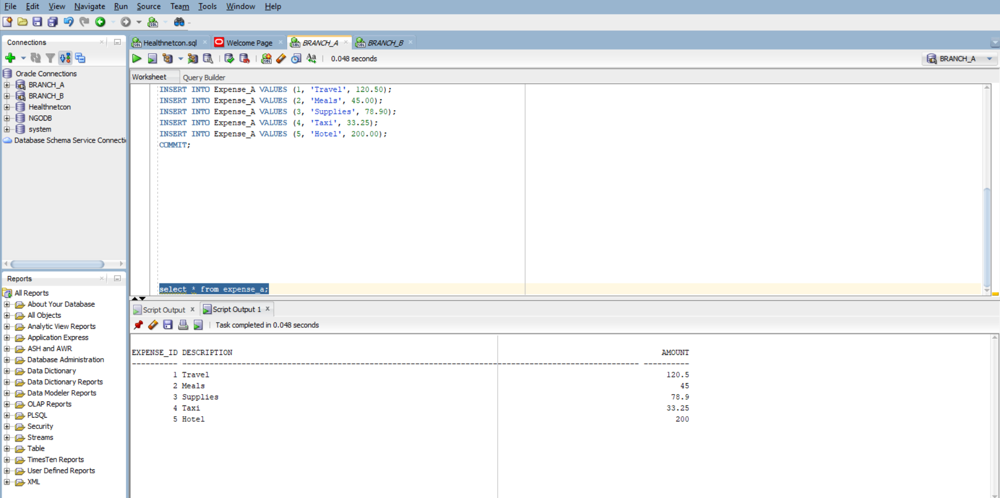 File Edit View Navigate Run Source Team Tools Window Help
Connections
Oracle Connections
BRANCH_A
BRANCH_B
Healthnetcon
NGODB
system
Database Schema Service Connecti
Reports
All Reports
About Your Database
All Objects
Analytic View Reports
Application Express
ASH and AWR
Database Administration
Data Dictionary
Data Dictionary Reports
Data Modeler Reports
OLAP Reports
PLSQL
Security
Streams
Table
TimesTen Reports
User Defined Reports
XML
Healthnetcon.sql Welcome Page BRANCH_A BRANCH_B
0.048 seconds BRANCH_A
Worksheet Query Builder
INSERT INTO Expense_A VALUES (1, 'Travel', 120.50);
INSERT INTO Expense_A VALUES (2, 'Meals', 45.00);
INSERT INTO Expense_A VALUES (3, 'Supplies', 78.90);
INSERT INTO Expense_A VALUES (4, 'Taxi', 33.25);
INSERT INTO Expense_A VALUES (5, 'Hotel', 200.00);
COMMIT;
select * from expense_a;
Script Output x Script Output 1 x
Task completed in 0.048 seconds
EXPENSE_ID DESCRIPTION AMOUNT
---------- ---------------------------------------------------------------------------------------------------- ----------
1 Travel 120.5
2 Meals 45
3 Supplies 78.9
4 Taxi 33.25
5 Hotel 200